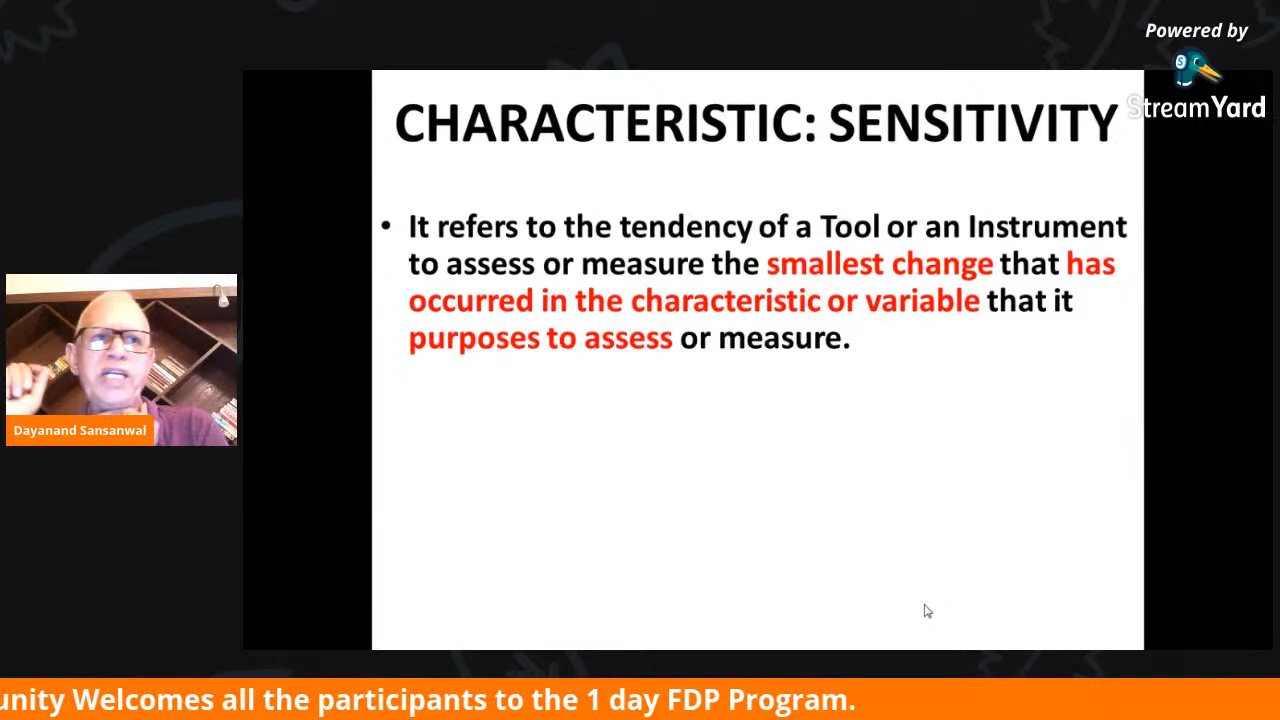 Powered by
StreamYard
CHARACTERISTIC: SENSITIVITY
• It refers to the tendency of a Tool or an Instrument
to assess or measure the smallest change that has
occurred in the characteristic or variable that it
purposes to assess or measure.
Dayanand Sansanwal
unity Welcomes all the participants to the 1 day FDP Program.